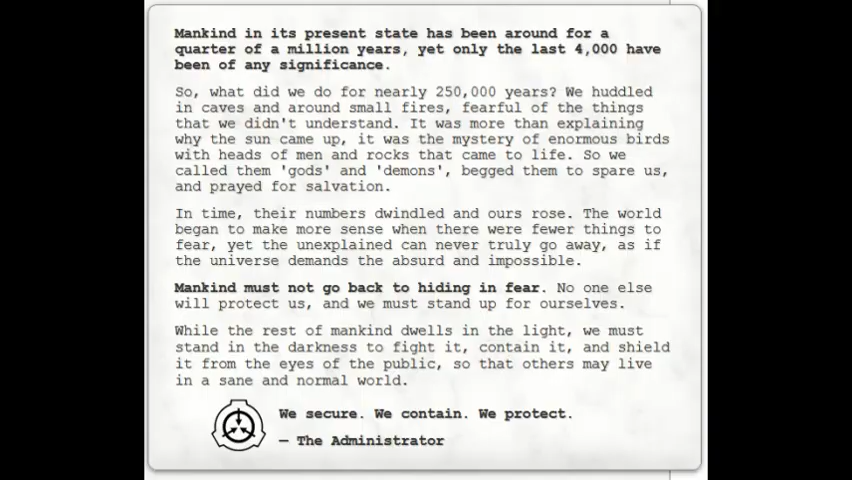 Mankind in its present state has been around for a
quarter of a million years, yet only the last 4,000 have
been of any significance.
So, what did we do for nearly 250,000 years? We huddled
in caves and around small fires, fearful of the things
that we didn't understand. It was more than explaining
why the sun came up, it was the mystery of enormous birds
with heads of men and rocks that came to life. So we
called them 'gods' and 'demons', begged them to spare us,
and prayed for salvation.
In time, their numbers dwindled and ours rose. The world
began to make more sense when there were fewer things to
fear, yet the unexplained can never truly go away, as if
the universe demands the absurd and impossible.
Mankind must not go back to hiding in fear. No one else
will protect us, and we must stand up for ourselves.
While the rest of mankind dwells in the light, we must
stand in the darkness to fight it, contain it, and shield
it from the eyes of the public, so that others may live
in a sane and normal world.
We secure. We contain. We protect.
— The Administrator